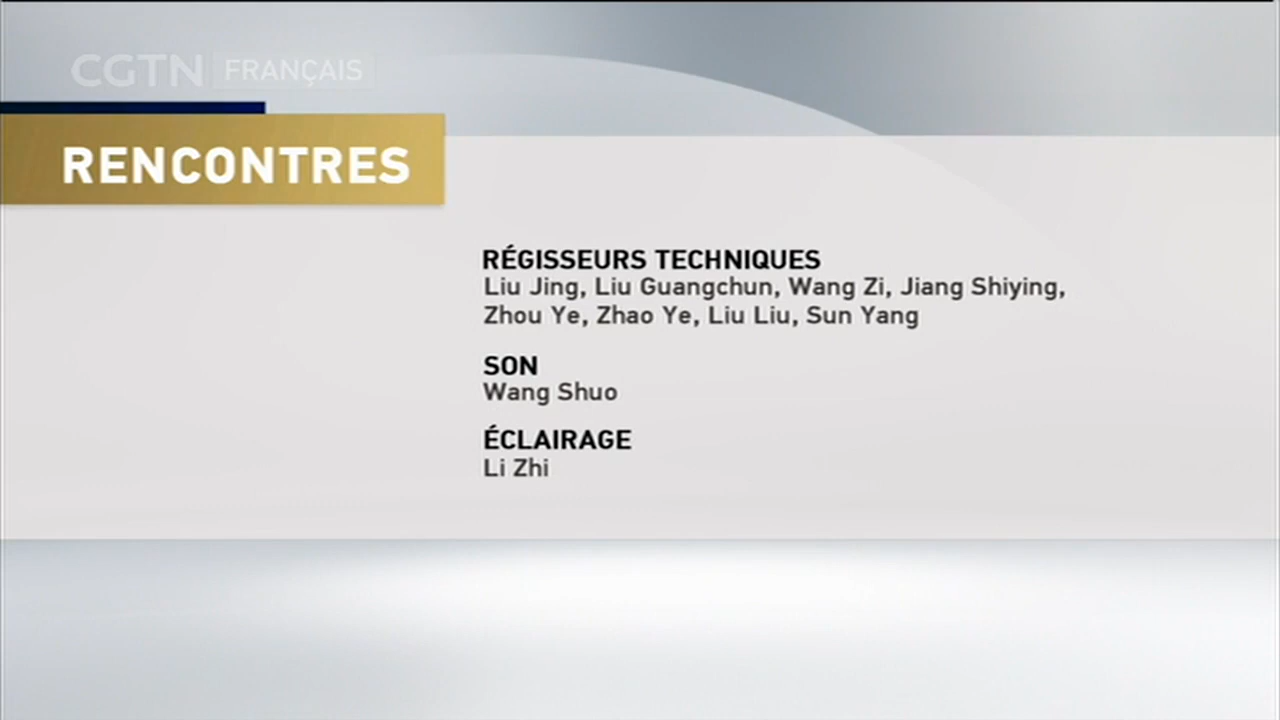 CGTN FRANÇAIS
RENCONTRES
RÉGISSEURS TECHNIQUES
Liu Jing, Liu Guangchun, Wang Zi, Jiang Shiying,
Zhou Ye, Zhao Ye, Liu Liu, Sun Yang
SON
Wang Shuo
ÉCLAIRAGE
Li Zhi